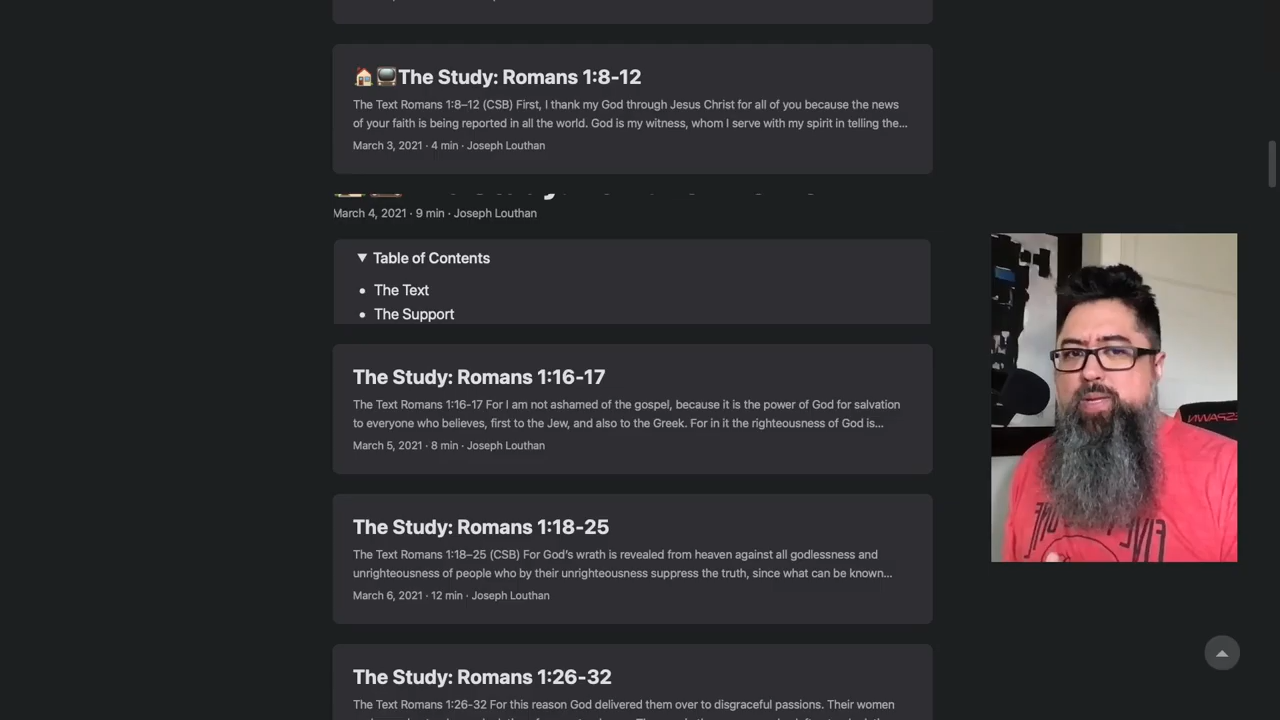 🏠📺The Study: Romans 1:8-12
The Text Romans 1:8–12 (CSB) First, I thank my God through Jesus Christ for all of you because the news
of your faith is being reported in all the world. God is my witness, whom I serve with my spirit in telling the...
March 3, 2021 · 4 min · Joseph Louthan
March 4, 2021 · 9 min · Joseph Louthan
▼ Table of Contents
• The Text
• The Support
The Study: Romans 1:16-17
The Text Romans 1:16-17 For I am not ashamed of the gospel, because it is the power of God for salvation
to everyone who believes, first to the Jew, and also to the Greek. For in it the righteousness of God is...
March 5, 2021 · 8 min · Joseph Louthan
The Study: Romans 1:18-25
The Text Romans 1:18–25 (CSB) For God’s wrath is revealed from heaven against all godlessness and
unrighteousness of people who by their unrighteousness suppress the truth, since what can be known...
March 6, 2021 · 12 min · Joseph Louthan
The Study: Romans 1:26-32
The Text Romans 1:26-32 For this reason God delivered them over to disgraceful passions. Their women